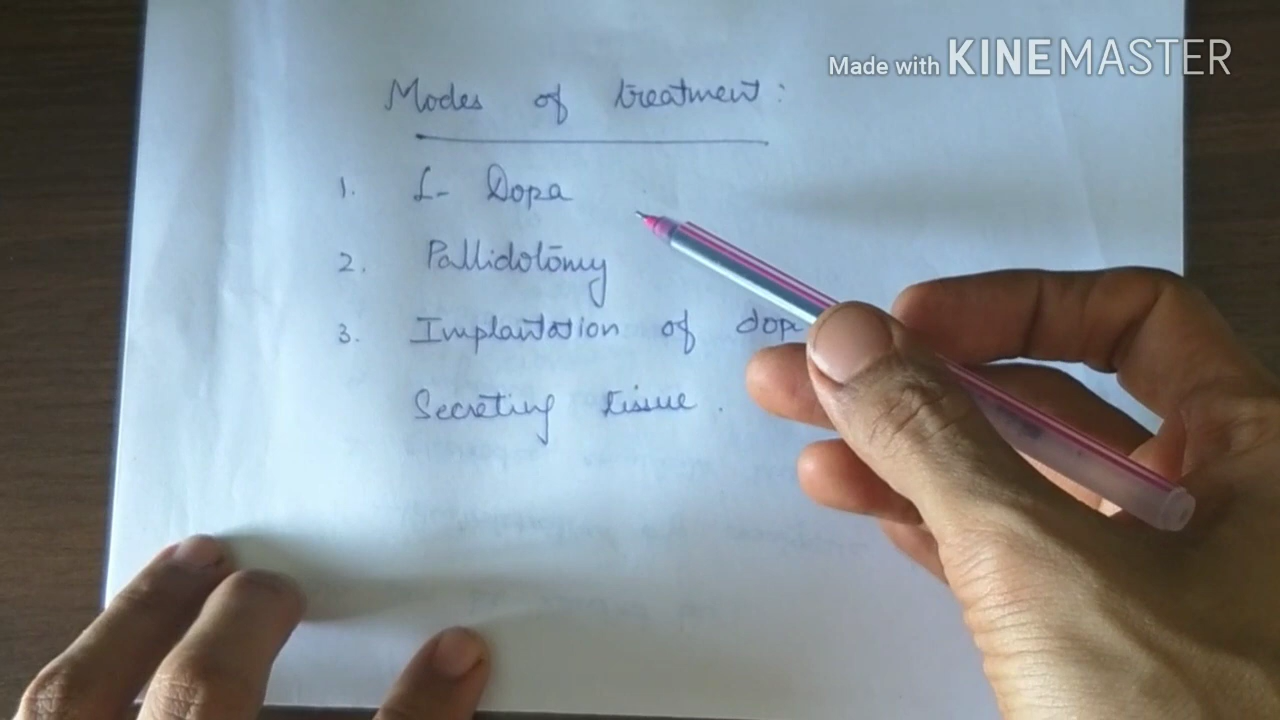 Made with KINEMASTER
Modes of treatment:
1. L- Dopa
2. Pallidotomy
3. Implantation of dop
Secreting tissue.